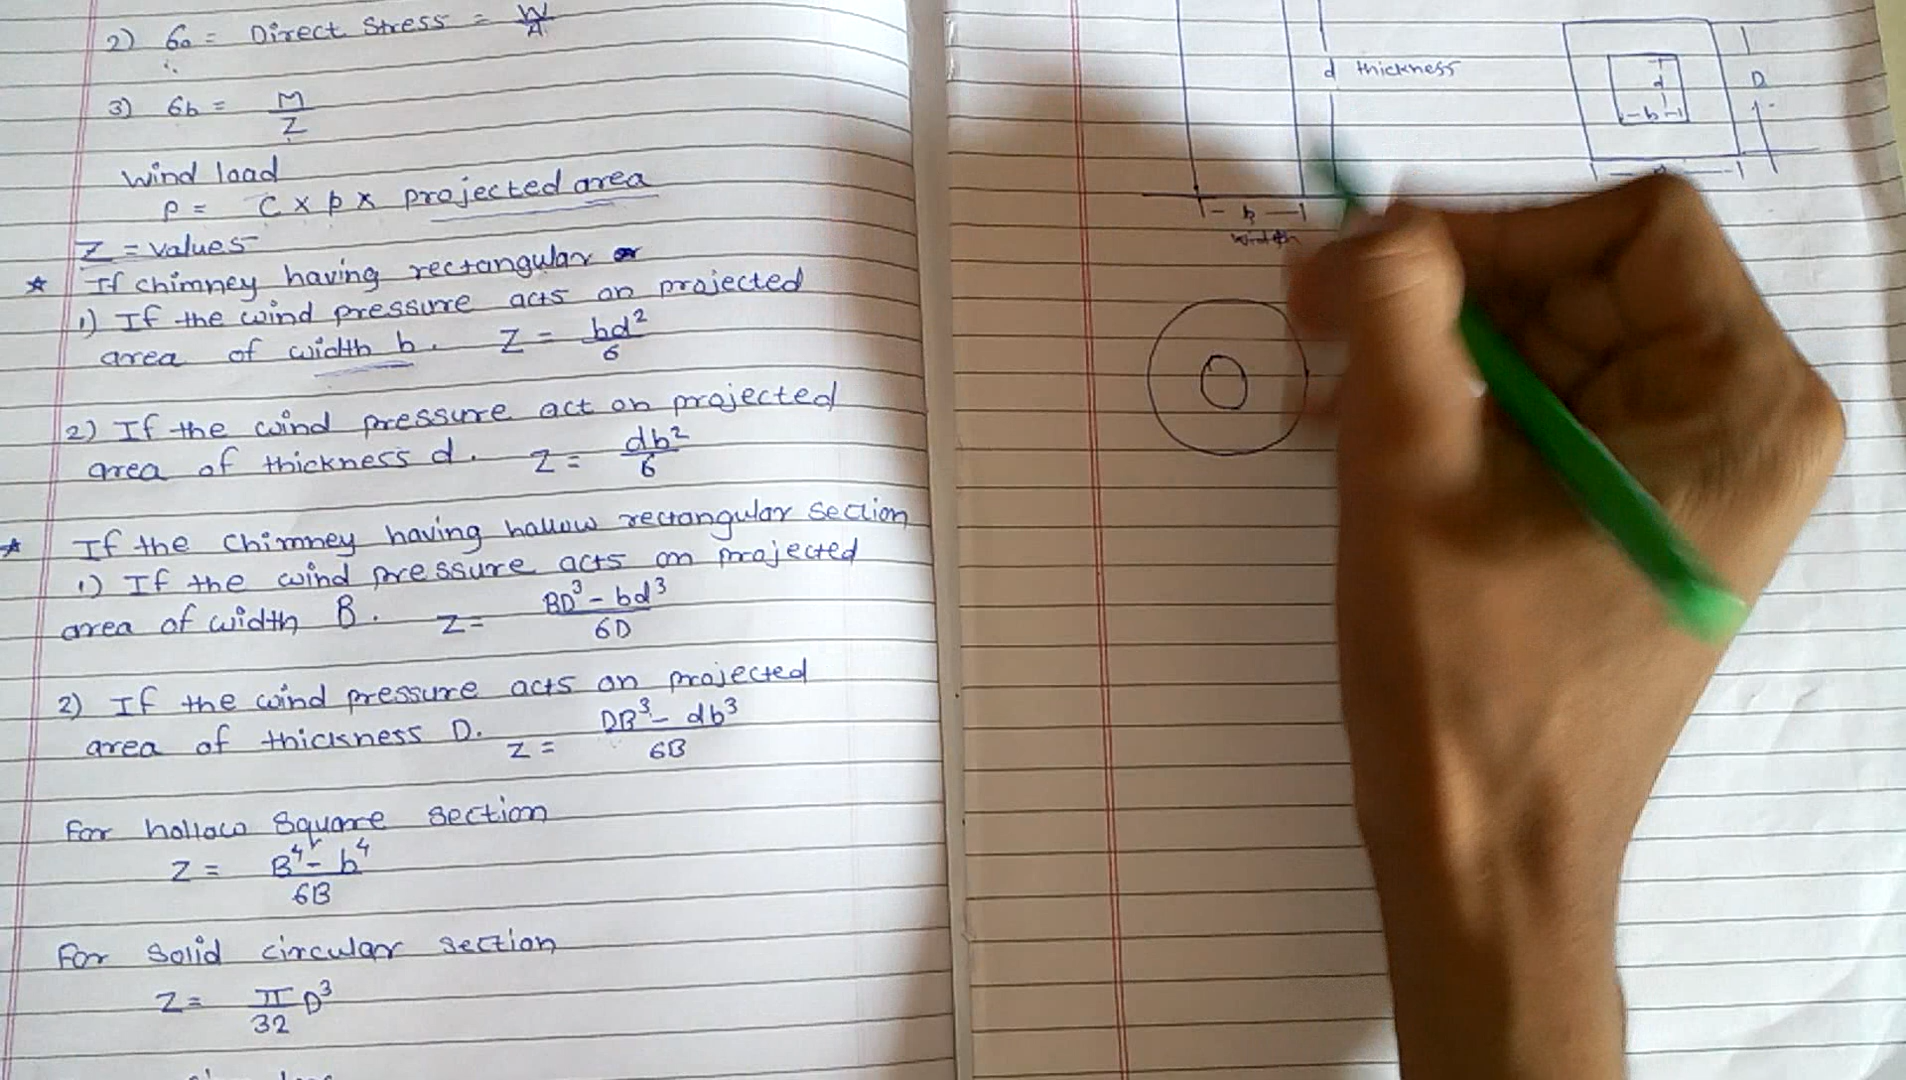 2) σo = Direct Stress = W/A
3) σb = M/Z
Wind load
P = C × p × projected area
Z = values
* If chimney having rectangular or
1) If the wind pressure acts on projected
area of width b. Z = bd²/6
2) If the wind pressure act on projected
area of thickness d. Z = db²/6
* If the chimney having hallow rectangular section
1) If the wind pressure acts on projected
area of width B. Z = BD³ - bd³/6D
2) If the wind pressure acts on projected
area of thickness D. Z = DB³ - db³/6B
For hollow square section
Z = B⁴ - b⁴/6B
For solid circular section
Z = π/32 D³
d thickness
b
width
d
b
D